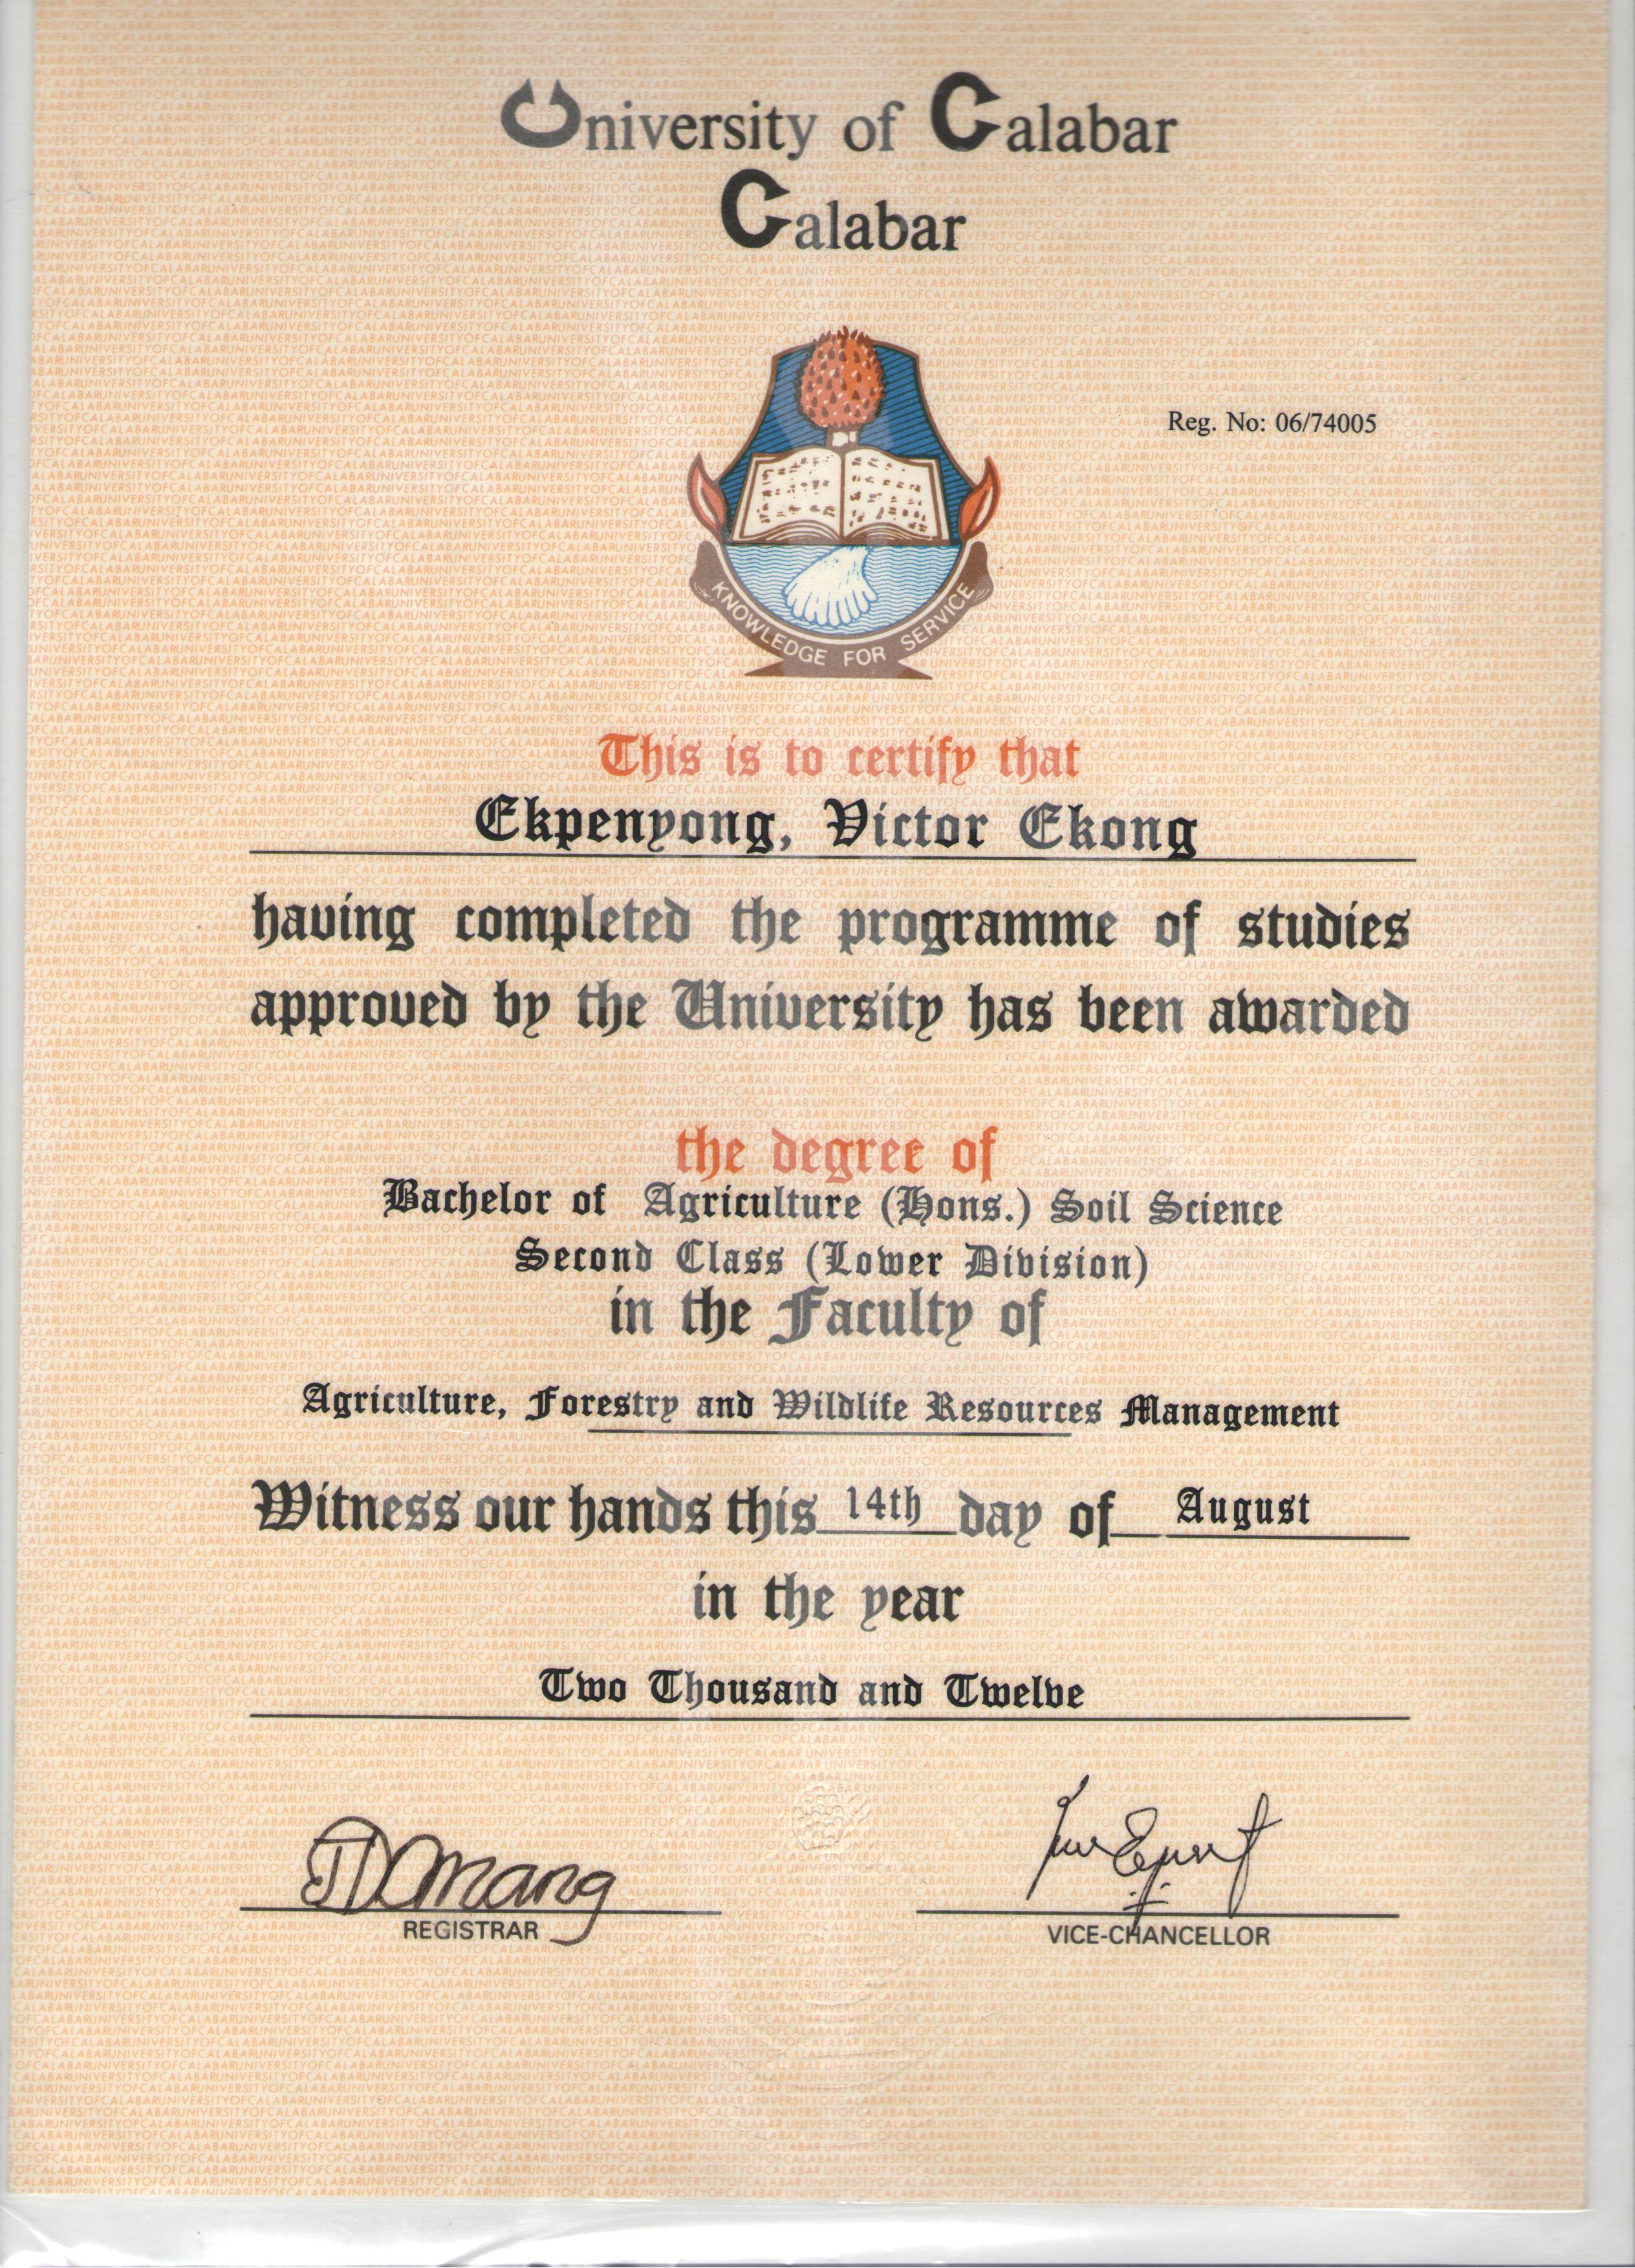 University of Calabar
Calabar
Reg. No: 06/74005
KNOWLEDGE FOR SERVICE
This is to certify that
Ekpenyong, Victor Ekong
having completed the programme of studies
approved by the University has been awarded
the degree of
Bachelor of Agriculture (Hons.) Soil Science
Second Class (Lower Division)
in the Faculty of
Agriculture, Forestry and Wildlife Resources Management
Witness our hands this 14th day of August
in the year
Two Thousand and Twelve
REGISTRAR
VICE-CHANCELLOR